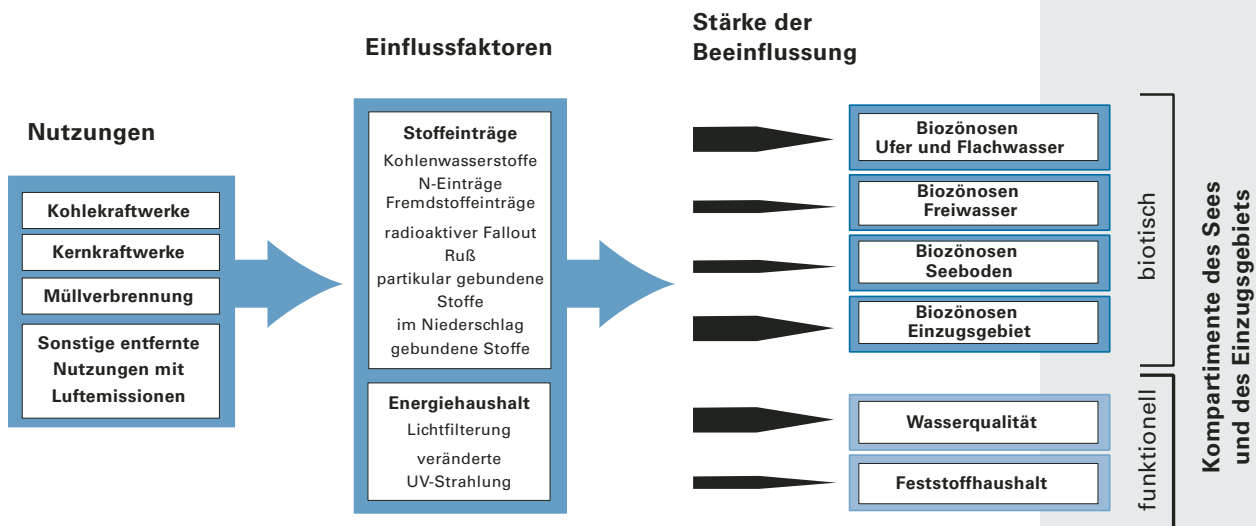 Nutzungen
Kohlekraftwerke
Kernkraftwerke
Müllverbrennung
Sonstige entfernte
Nutzungen mit
Luftemissionen
Einflussfaktoren
Stoffeinträge
Kohlenwasserstoffe
N-Einträge
Fremdstoffeinträge
radioaktiver Fallout
Ruß
partikular gebundene
Stoffe
im Niederschlag
gebundene Stoffe
Energiehaushalt
Lichtfilterung
veränderte
UV-Strahlung
Stärke der
Beeinflussung
Biozönosen
Ufer und Flachwasser
Biozönosen
Freiwasser
Biozönosen
Seeboden
Biozönosen
Einzugsgebiet
Wasserqualität
Feststoffhaushalt
biotisch
funktionell
Kompartimente des Sees
und des Einzugsgebiets